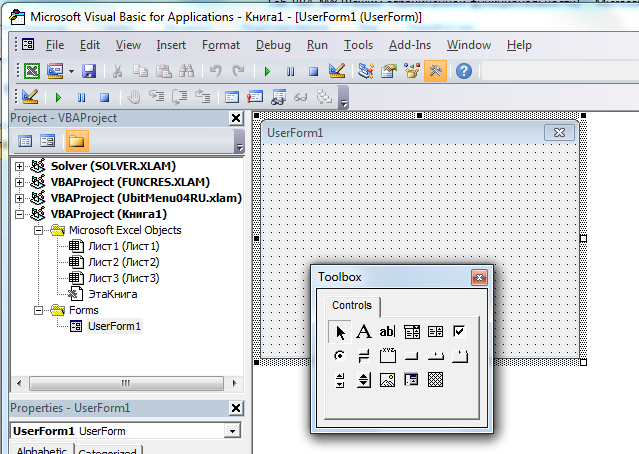 Microsoft Visual Basic for Applications - Книга1 - [UserForm1 (UserForm)]
File Edit View Insert Format Debug Run Tools Add-Ins Window Help
Project - VBAProject
Solver (SOLVER.XLAM)
VBAProject (FUNCRES.XLAM)
VBAProject (UbitMenu04RU.xlam)
VBAProject (Книга1)
Microsoft Excel Objects
Лист1 (Лист1)
Лист2 (Лист2)
Лист3 (Лист3)
ЭтаКнига
Forms
UserForm1
UserForm1
Toolbox
Controls
A
ab
xyz
Properties - UserForm1
UserForm1 UserForm
Alphabetic Categorized